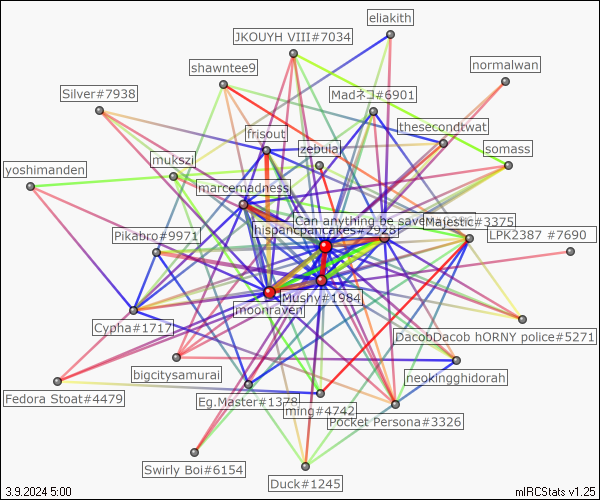 eliakith
JKOUYH VIII#7034
normalwan
shawntee9
Silver#7938
Madネコ#6901
thesecondtwat
frisout
zebulaj
somass
mukszi
yoshimanden
marcemadness
Can anything be save
Majestic#3375
hispancpancakes#2928
Pikabro#9971
LPK2387 #7690
Mushy#1984
moonraven
Cypha#1717
DacobDacob hORNY police#5271
bigcitysamurai
neokingghidorah
Fedora Stoat#4479
Eg.Master#1378
ming#4742
Pocket Persona#3326
Swirly Boi#6154
Duck#1245
3.9.2024 5:00
mIRCStats v1.25